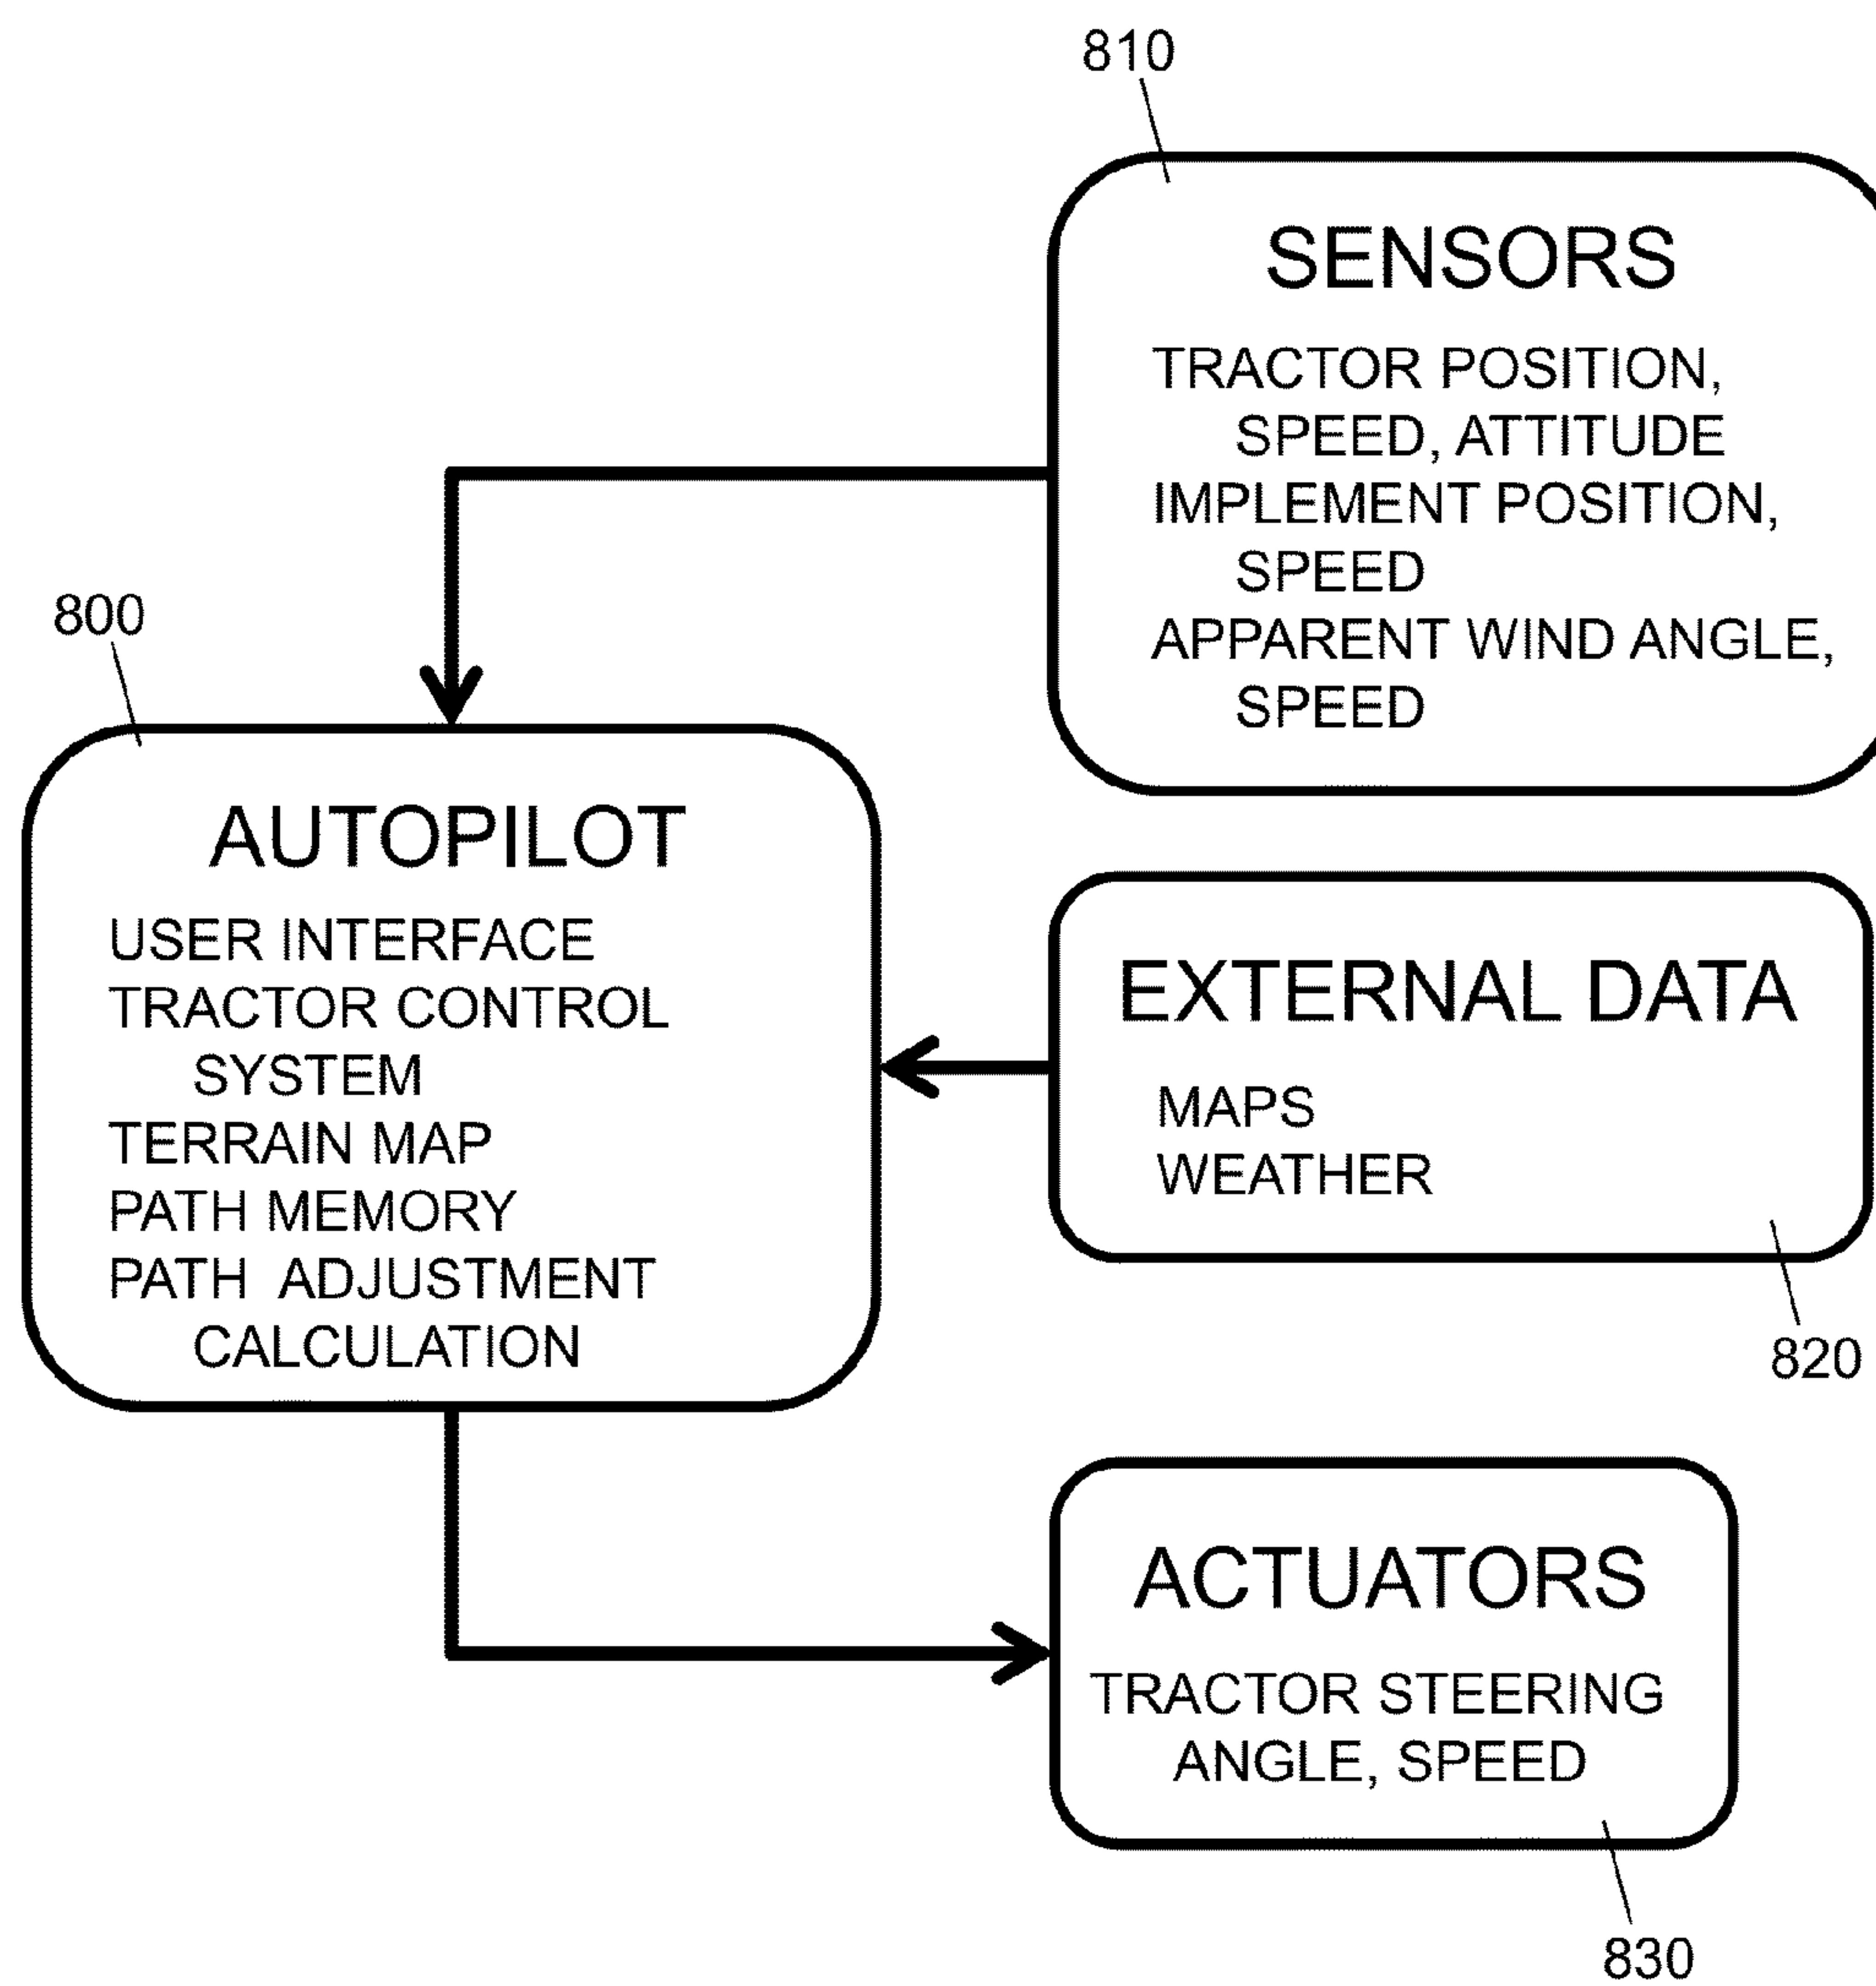 810
SENSORS
TRACTOR POSITION,
SPEED, ATTITUDE
IMPLEMENT POSITION,
SPEED
APPARENT WIND ANGLE,
SPEED
800
AUTOPILOT
USER INTERFACE
TRACTOR CONTROL
SYSTEM
TERRAIN MAP
PATH MEMORY
PATH ADJUSTMENT
CALCULATION
EXTERNAL DATA
MAPS
WEATHER
820
ACTUATORS
TRACTOR STEERING
ANGLE, SPEED
830